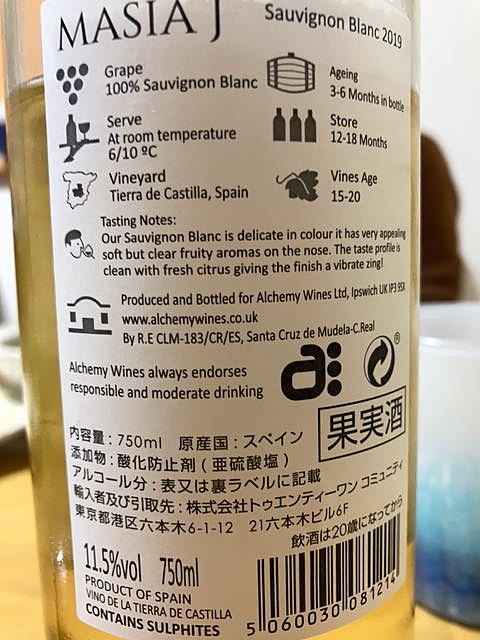 MASIA J
Sauvignon Blanc 2019
Grape
100% Sauvignon Blanc
Ageing
3-6 Months in bottle
Serve
At room temperature
6/10 ºC
Store
12-18 Months
Vineyard
Tierra de Castilla, Spain
Vines Age
15-20
Tasting Notes:
Our Sauvignon Blanc is delicate in colour it has very appealing
soft but clear fruity aromas on the nose. The taste profile is
clean with fresh citrus giving the finish a vibrate zing!
Produced and Bottled for Alchemy Wines Ltd, Ipswich UK IP3 9SX
www.alchemywines.co.uk
By R.E CLM-183/CR/ES, Santa Cruz de Mudela-C.Real
Alchemy Wines always endorses
responsible and moderate drinking
a:
®
果実酒
内容量：750ml 原産国：スペイン
添加物：酸化防止剤(亜硫酸塩)
アルコール分：表又は裏ラベルに記載
輸入者及び引取先：株式会社トゥエンティーワン コミュニティ
東京都港区六本木6-1-12 21六本木ビル6F
飲酒は20歳になってから
11.5%vol 750ml
PRODUCT OF SPAIN
VINO DE LA TIERRA DE CASTILLA
CONTAINS SULPHITES
5 060030 081214